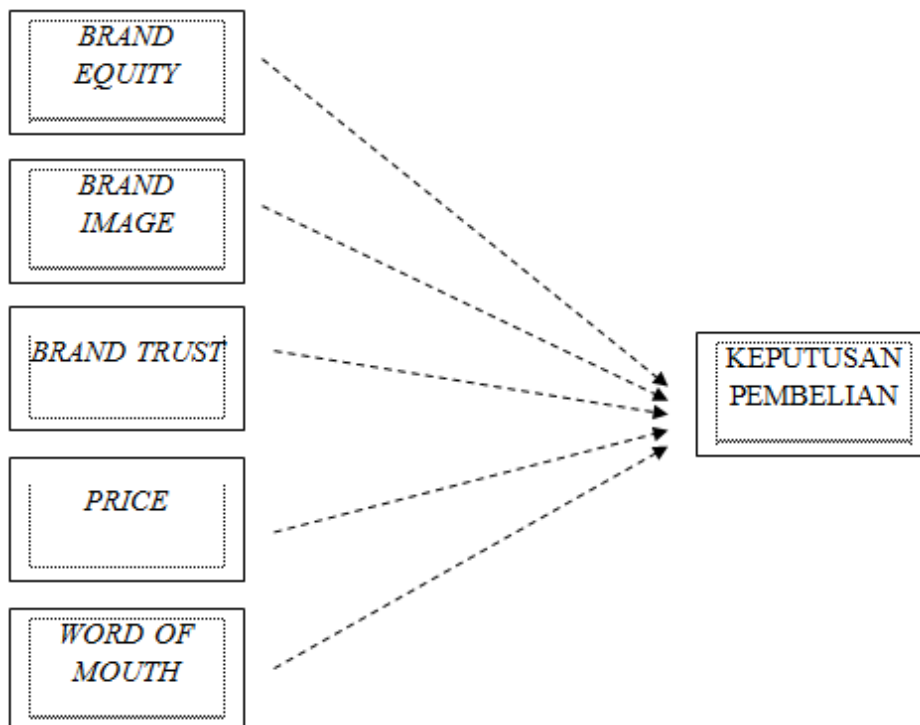 BRAND
EQUITY
BRAND
IMAGE
BRAND TRUST
KEPUTUSAN
PEMBELIAN
PRICE
WORD OF
MOUTH